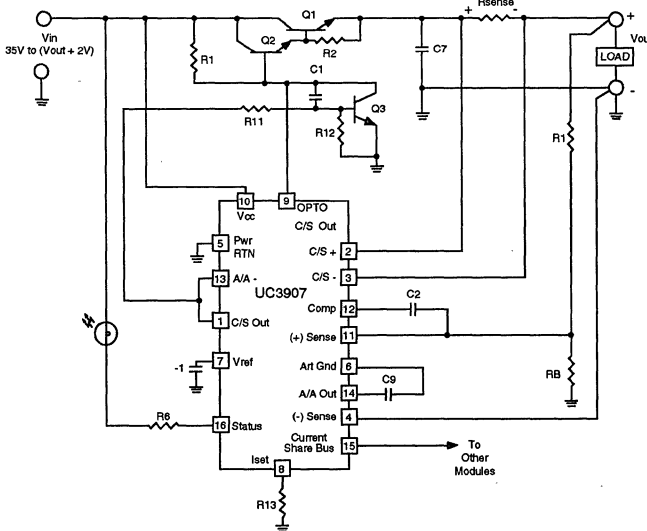 Rsense
+ -
Q1
+
Vin
35V to (Vout + 2V)
Q2
R2
C7
Vou
LOAD
-
R1
C1
Q3
R11
R12
R1
10
9
Vcc
OPTO
C/S Out
5
Pwr
RTN
C/S +
2
13
A/A -
C/S -
3
UC3907
C2
Comp
12
1
C/S Out
(+) Sense
11
7
Vref
Art Gnd
6
-1
RB
A/A Out
14
C9
R6
16
Status
(-) Sense
4
Current
Share Bus
15
To
Other
Modules
Iset
8
R13